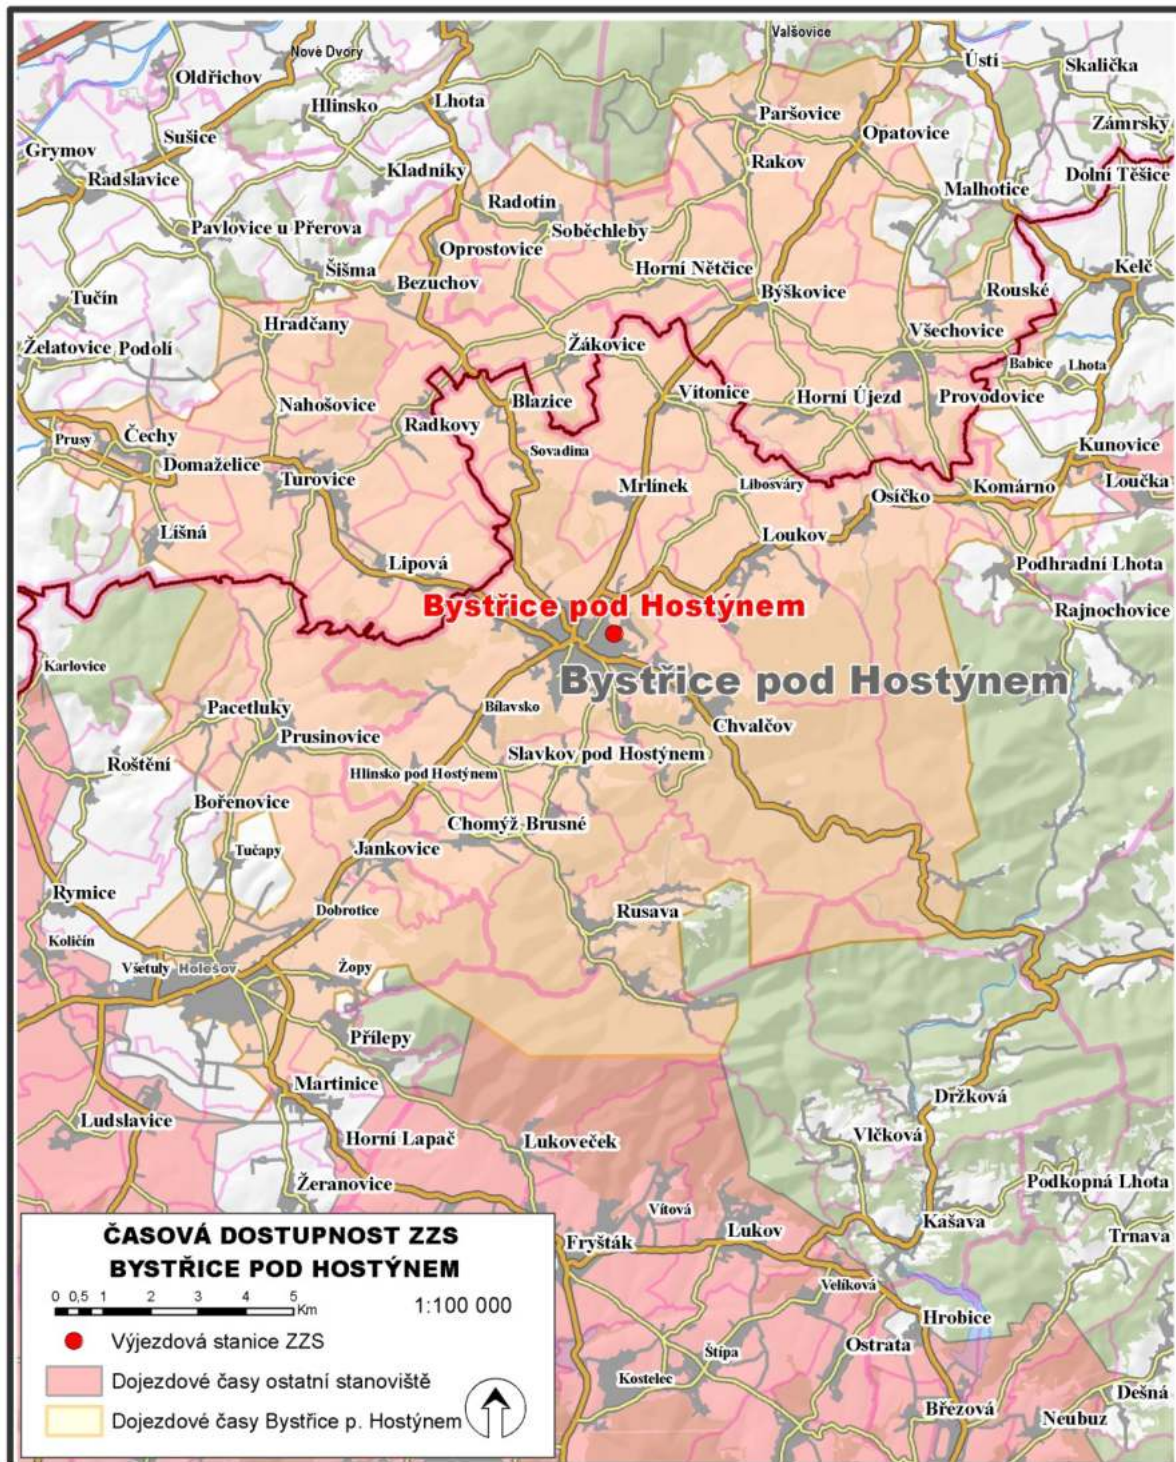 Valšovice
Nové Dvory
Ústí
Skalička
Oldřichov
Hlinsko
Lhota
Paršovice
Zámrsky
Sušice
Opatovice
Grymov
Rakov
Radslavice
Kladníky
Dolní Těšice
Malhotice
Radotín
Pavlovice u Přerova
Soběchleby
Oprostovice
Šišma
Horní Nětčice
Kelč
Bezuchov
Býškovice
Rouské
Tučín
Hradčany
Všechovice
Žákovice
Želatovice
Podolí
Babice
Lhota
Nahošovice
Blazice
Vítonice
Horní Újezd
Provodovice
Radkovy
Prusy
Čechy
Sovadina
Kunovice
Domaželice
Turovice
Mrlínek
Libosváry
Osíčko
Komárno
Loučka
Líšná
Loukov
Lipová
Podhradní Lhota
Bystřice pod Hostýnem
Rajnochovice
Karlovice
Bystřice pod Hostýnem
Pacetluky
Bílavsko
Chvalčov
Prusinovice
Slavkov pod Hostýnem
Roštění
Hlinsko pod Hostýnem
Bořenovice
Chomýž
Brusné
Tučapy
Jankovice
Rymice
Dobrotice
Rusava
Količín
Všetuly
Holešov
Žopy
Přílepy
Martinice
Držková
Ludslavice
Horní Lapač
Lukoveček
Vlčková
Žeranovice
Podkopná Lhota
Vítová
Kašava
Lukov
Trnava
Fryšták
Velíková
Hrobice
Štípa
Ostrata
Kostelec
Dešná
Březová
Neubuz
ČASOVÁ DOSTUPNOST ZZS
BYSTŘICE POD HOSTÝNEM
0 0,5 1 2 3 4 5
Km
1:100 000
Výjezdová stanice ZZS
Dojezdové časy ostatní stanoviště
Dojezdové časy Bystřice p. Hostýnem